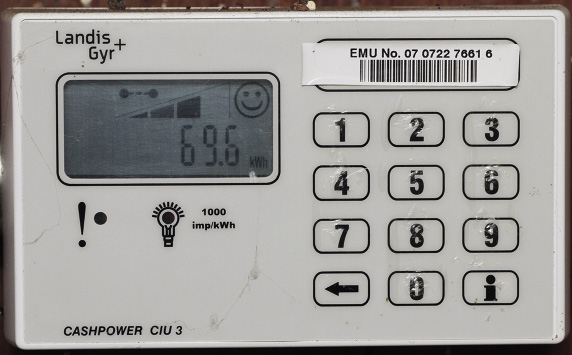 Landis
Gyr+
EMU No. 07 0722 7661 6
69.6 kWh
1 2 3
4 5 6
7 8 9
0 i
!
1000
imp/kWh
CASHPOWER CIU 3